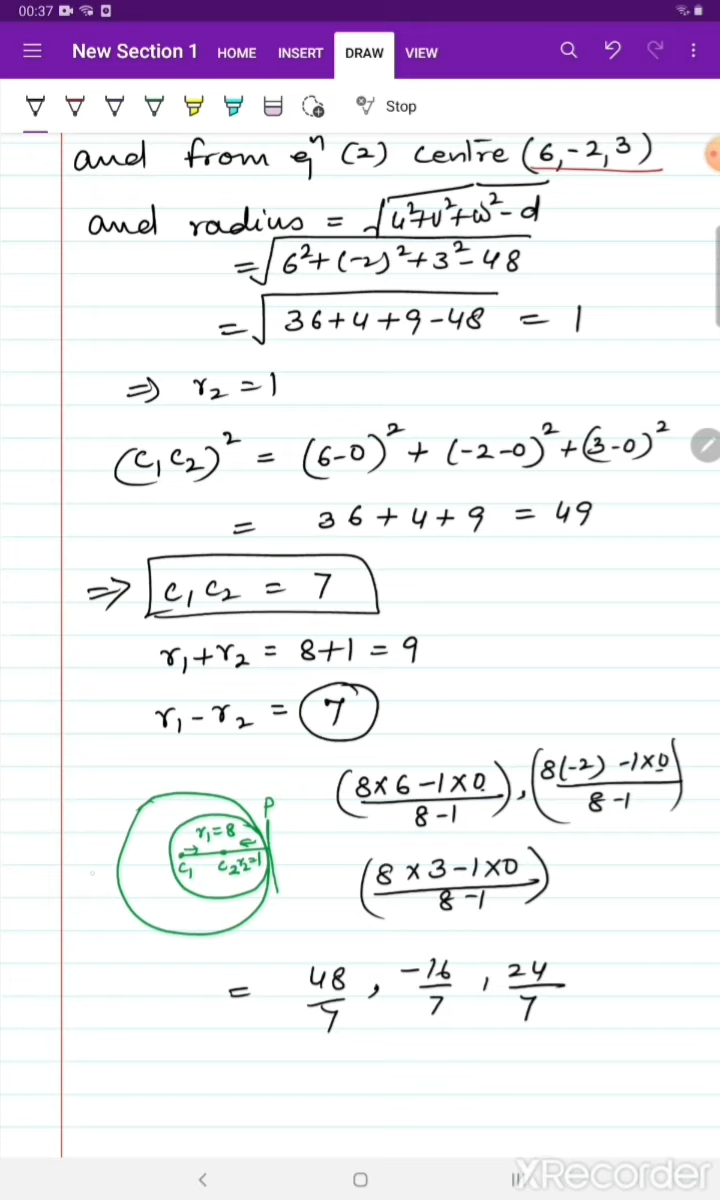 00:37
New Section 1 HOME INSERT DRAW VIEW
Stop
and from eqⁿ (2) centre (6, -2, 3)
and radius = √(u²+v²+w²-d)
= √(6²+(-2)²+3²-48)
= √(36+4+9-48) = 1
⇒ r₂ = 1
(C₁C₂)² = (6-0)² + (-2-0)² + (3-0)²
= 36+4+9 = 49
⇒ C₁C₂ = 7
r₁+r₂ = 8+1 = 9
r₁-r₂ = 7
((8×6-1×0)/(8-1)), ((8(-2)-1×0)/(8-1))
P
r₁=8
C₁ C₂ r₂=1
((8×3-1×0)/(8-1))
= 48/7, -16/7, 24/7
XRecorder